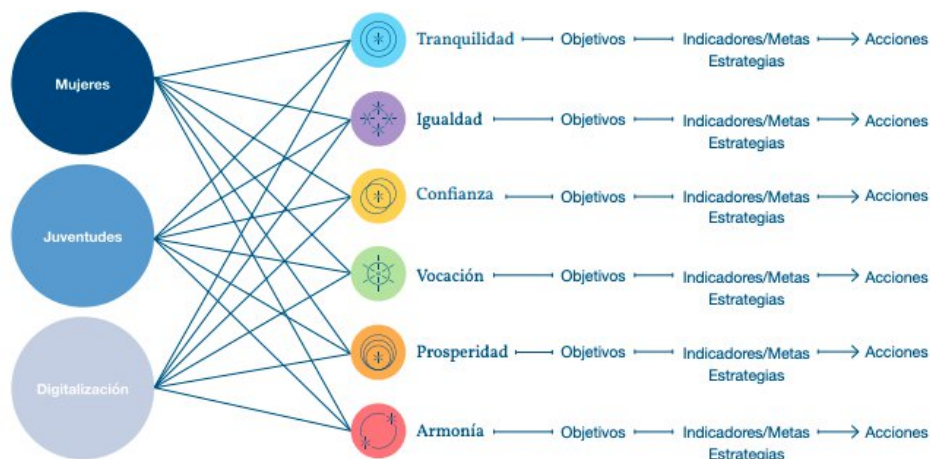 Mujeres
Juventudes
Digitalización
Tranquilidad Objetivos Indicadores/Metas Acciones
Estrategias
Igualdad Objetivos Indicadores/Metas Acciones
Estrategias
Confianza Objetivos Indicadores/Metas Acciones
Estrategias
Vocación Objetivos Indicadores/Metas Acciones
Estrategias
Prosperidad Objetivos Indicadores/Metas Acciones
Estrategias
Armonía Objetivos Indicadores/Metas Acciones
Estrategias